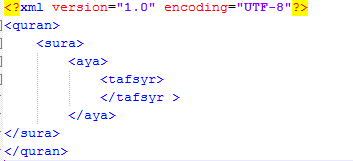 <?xml version="1.0" encoding="UTF-8"?>
<quran>
<sura>
<aya>
<tafsyr>
</tafsyr >
</aya>
</sura>
</quran>